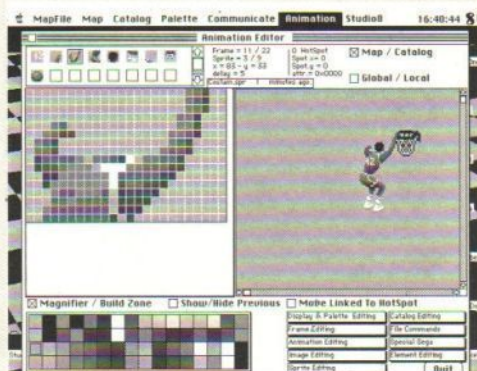 MapFile Map Catalog Palette Communicate Animation Studio8 16:40:44
Animation Editor
Frame = 11 / 22
Sprite = 3 / 9
x = 83 - y = 33
delay = 5
0 HotSpot
Spot x= 0
Spot y = 0
attr = 0x0000
Map / Catalog
Global / Local
minutes ago
Magnifier / Build Zone Show/Hide Previous Move Linked To HotSpot
Display & Palette Editing Catalog Editing
Frame Editing File Commands
Animation Editing Special Segs
Image Editing Element Editing
Sprite Editing Quit